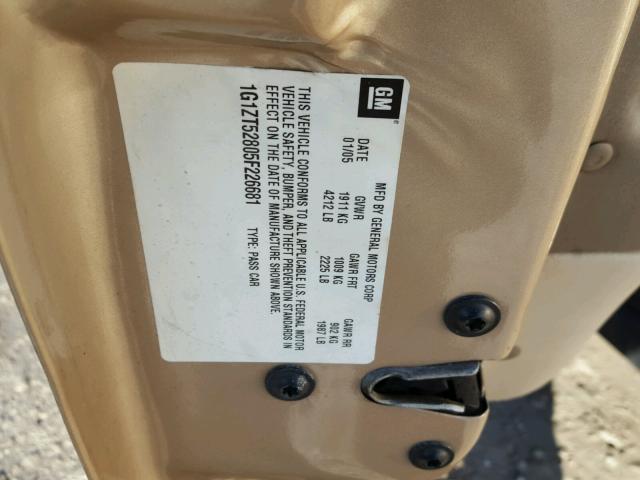 GM
MFD BY GENERAL MOTORS CORP
DATE GVWR GAWR FRT GAWR RR
01/05 1911 KG 1009 KG 902 KG
4212 LB 2225 LB 1987 LB
THIS VEHICLE CONFORMS TO ALL APPLICABLE U.S. FEDERAL MOTOR
VEHICLE SAFETY, BUMPER, AND THEFT PREVENTION STANDARDS IN
EFFECT ON THE DATE OF MANUFACTURE SHOWN ABOVE.
1G1ZT52805F226681 TYPE: PASS CAR